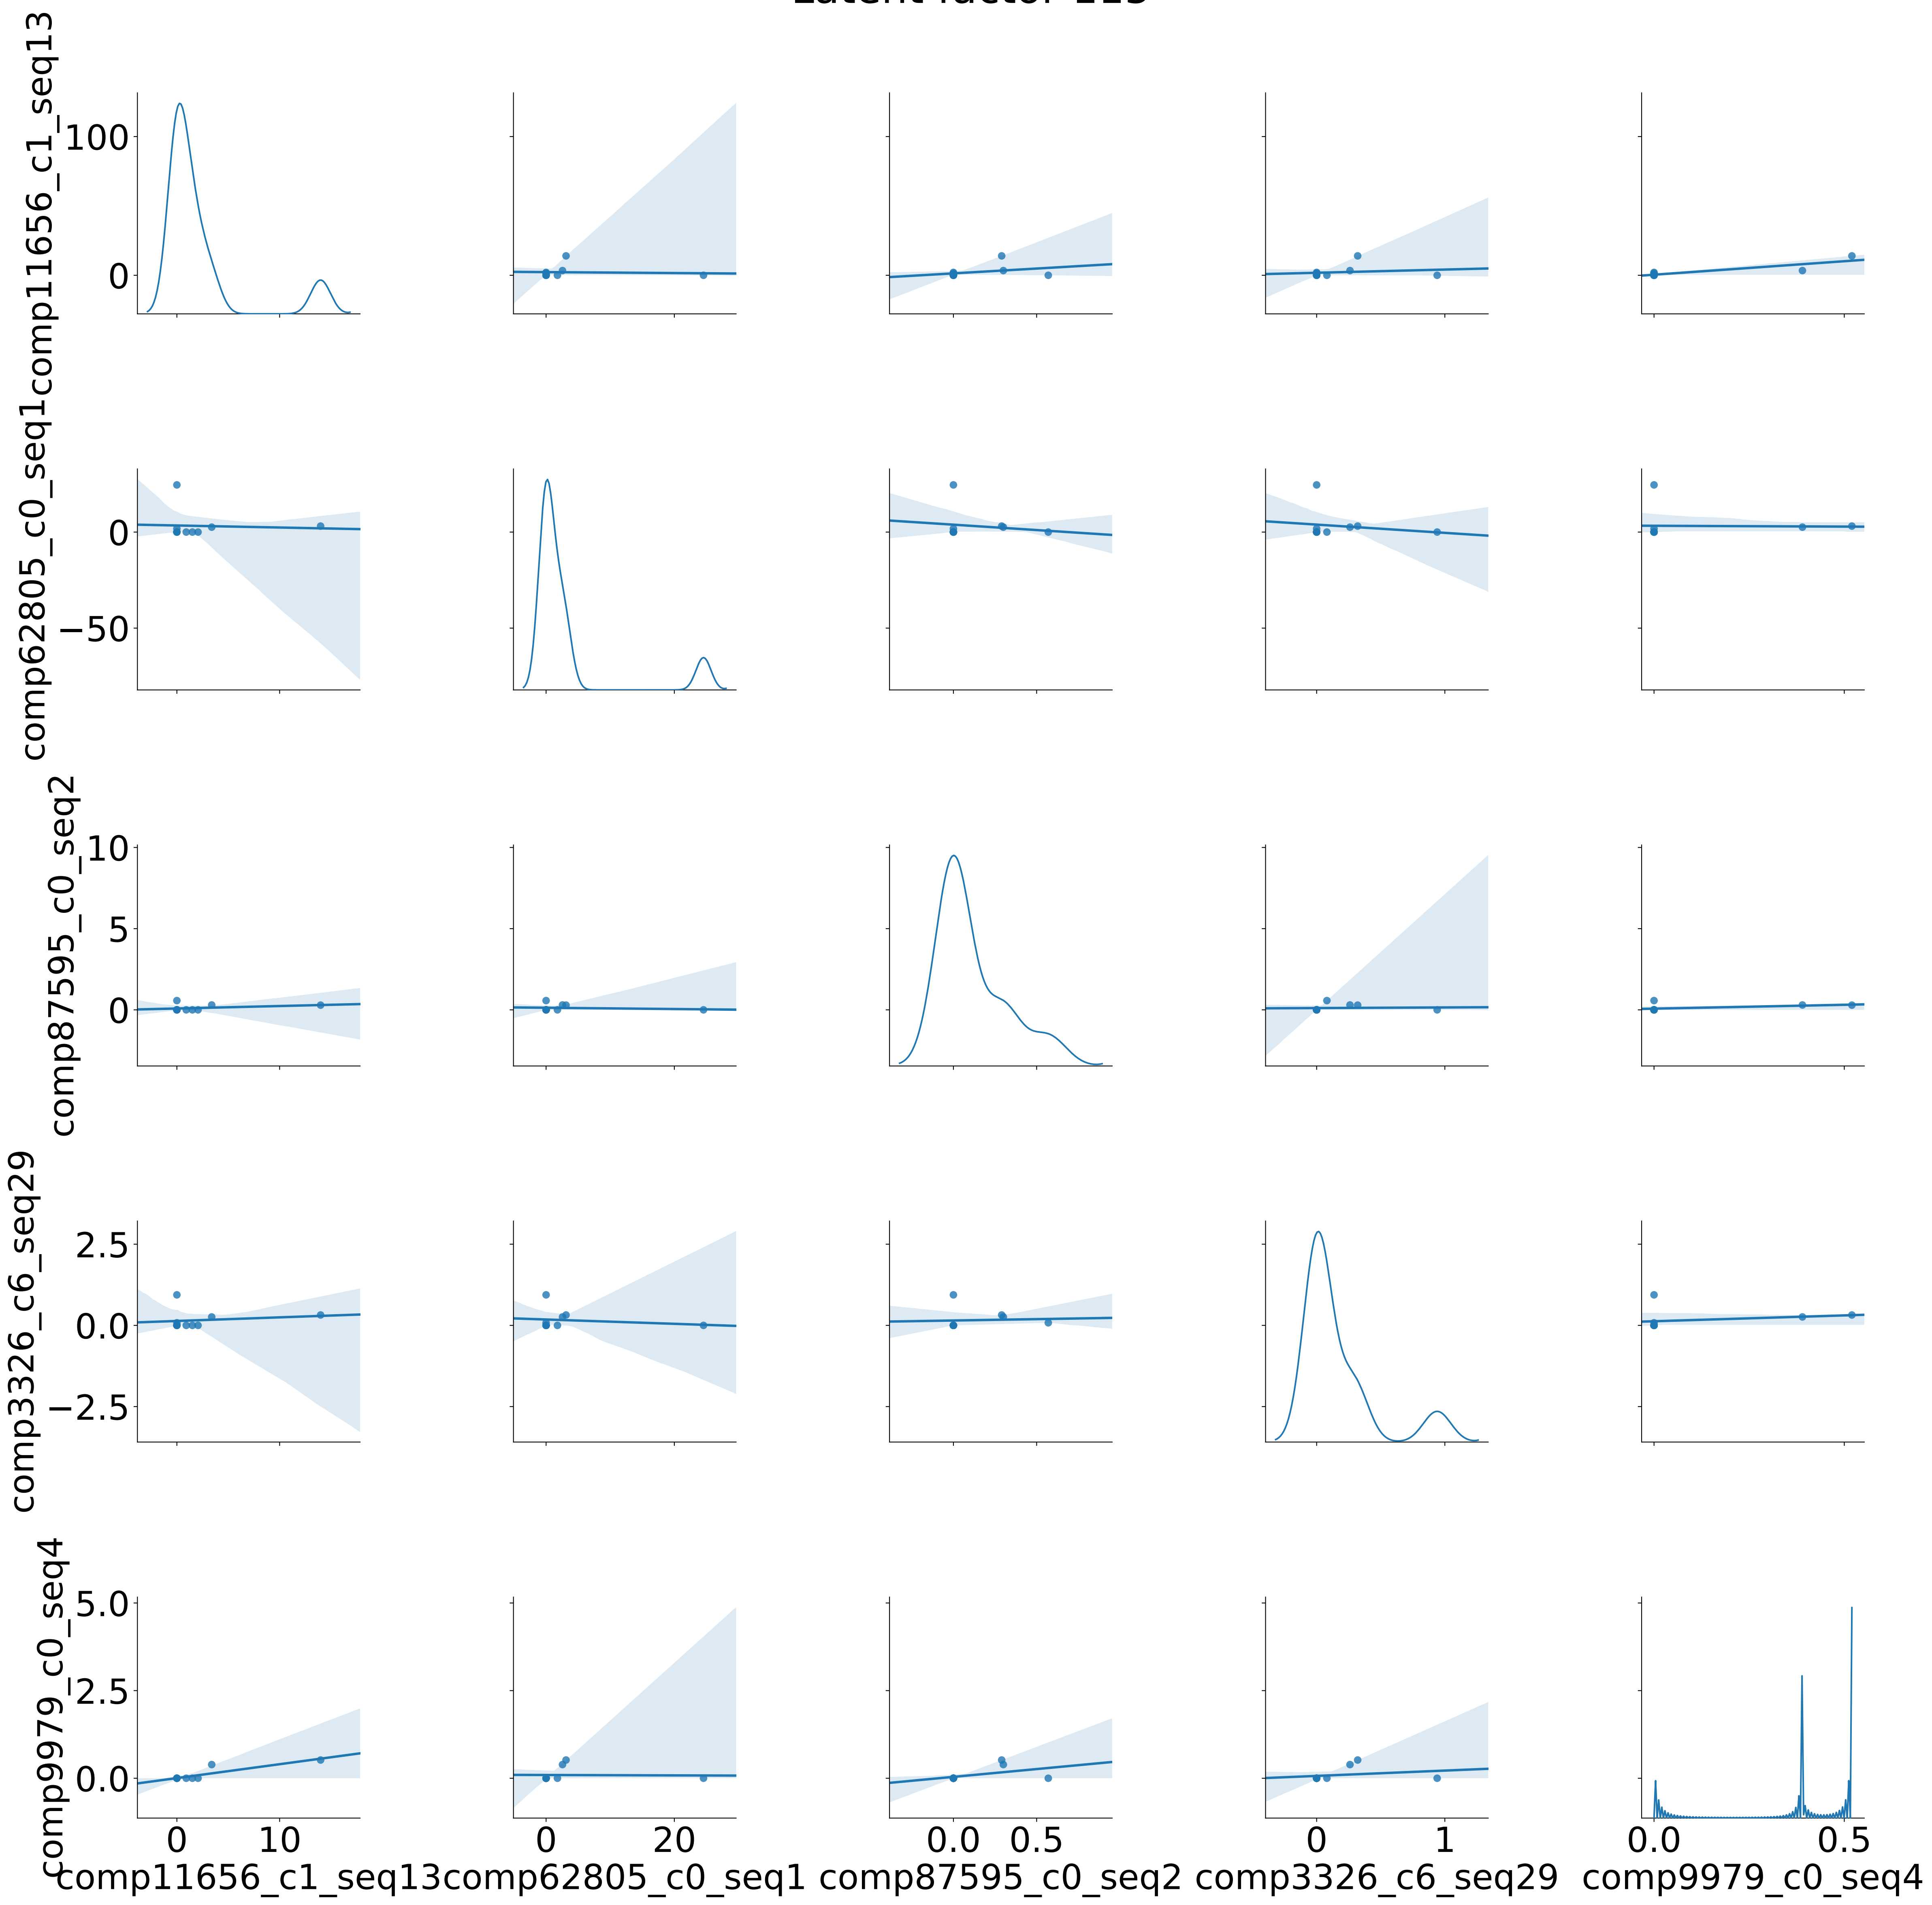 comp11656_c1_seq13
100
0
comp62805_c0_seq1
0
−50
comp87595_c0_seq2
10
5
0
comp3326_c6_seq29
2.5
0.0
−2.5
comp9979_c0_seq4
5.0
2.5
0.0
0 10 0 20 0.0 0.5 0 1 0.0 0.5
comp11656_c1_seq13 comp62805_c0_seq1 comp87595_c0_seq2 comp3326_c6_seq29 comp9979_c0_seq4